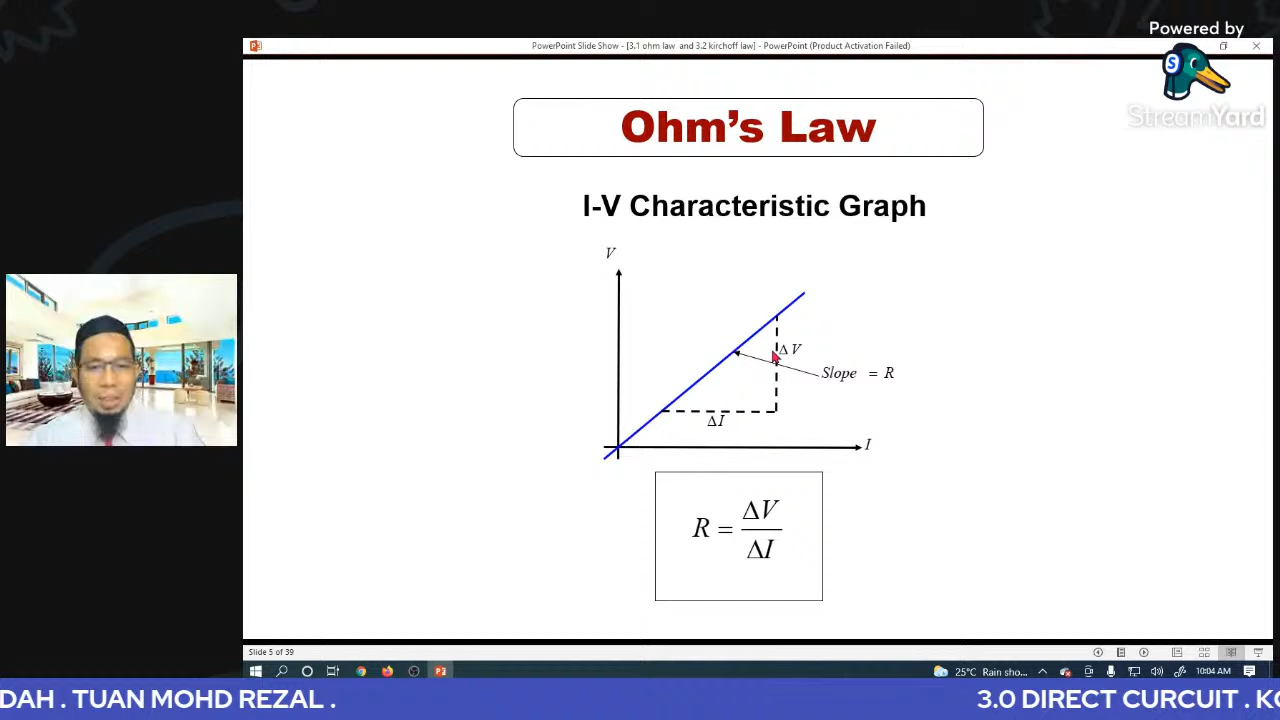 Powered by
StreamYard
PowerPoint Slide Show - [3.1 ohm law and 3.2 kirchoff law] - PowerPoint (Product Activation Failed)
Ohm's Law
I-V Characteristic Graph
V
Δ V
Slope = R
ΔI
I
R = ΔV/ΔI
Slide 5 of 39
25°C Rain sho... 10:04 AM
DAH . TUAN MOHD REZAL . 3.0 DIRECT CURCUIT . KO